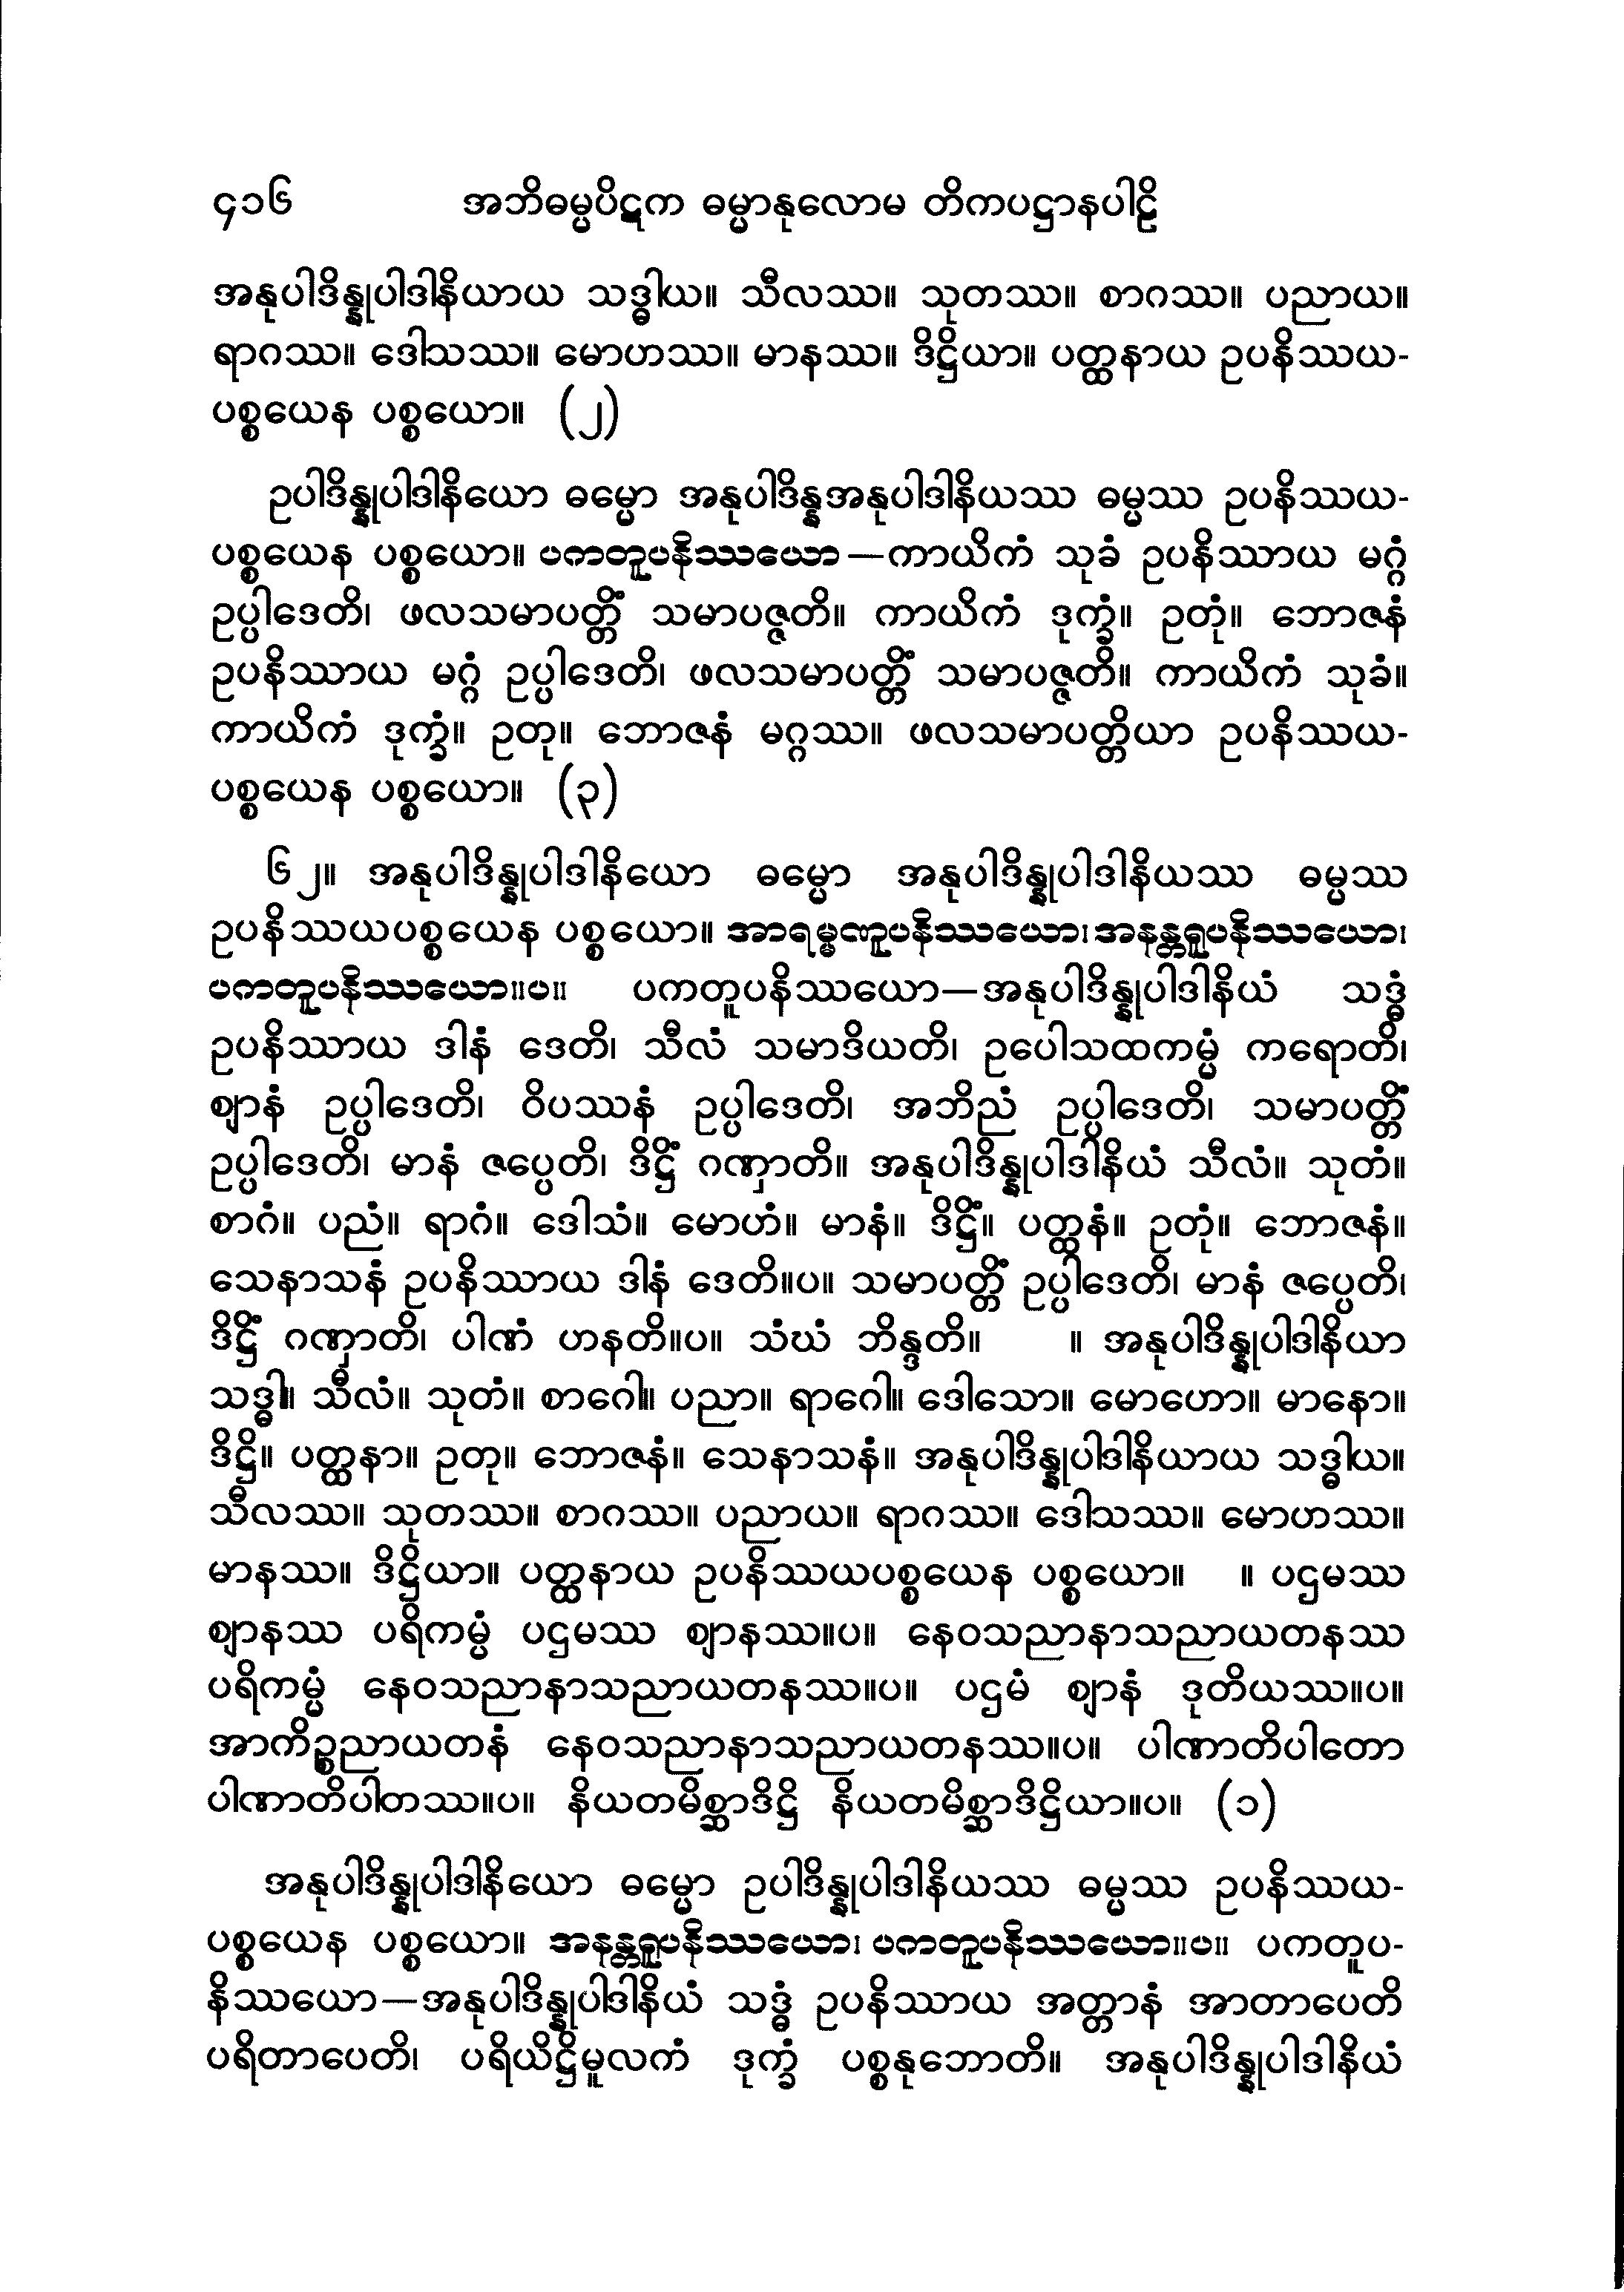 ၄၁၆ အဘိဓမ္မပိဋက ဓမ္မာနုလောမ တိကပဋ္ဌာနပါဠိ
အနုပါဒိန္နုပါဒါနိယာယ သဒ္ဓါယ။ သီလဿ။ သုတဿ။ စာဂဿ။ ပညာယ။
ရာဂဿ။ ဒေါသဿ။ မောဟဿ။ မာနဿ။ ဒိဋ္ဌိယာ။ ပတ္ထနာယ ဥပနိဿယ-
ပစ္စယေန ပစ္စယော။ (၂)
ဥပါဒိန္နုပါဒါနိယော ဓမ္မော အနုပါဒိန္နအနုပါဒါနိယဿ ဓမ္မဿ ဥပနိဿယ-
ပစ္စယေန ပစ္စယော။ ပကတူပနိဿယော—ကာယိကံ သုခံ ဥပနိဿာယ မဂ္ဂံ
ဥပ္ပါဒေတိ၊ ဖလသမာပတ္တိံ သမာပဇ္ဇတိ။ ကာယိကံ ဒုက္ခံ။ ဥတုံ။ ဘောဇနံ
ဥပနိဿာယ မဂ္ဂံ ဥပ္ပါဒေတိ၊ ဖလသမာပတ္တိံ သမာပဇ္ဇတိ။ ကာယိကံ သုခံ။
ကာယိကံ ဒုက္ခံ။ ဥတု။ ဘောဇနံ မဂ္ဂဿ။ ဖလသမာပတ္တိယာ ဥပနိဿယ-
ပစ္စယေန ပစ္စယော။ (၃)
၆၂။ အနုပါဒိန္နုပါဒါနိယော ဓမ္မော အနုပါဒိန္နုပါဒါနိယဿ ဓမ္မဿ
ဥပနိဿယပစ္စယေန ပစ္စယော။ အာရမ္မဏူပနိဿယော၊ အနန္တရူပနိဿယော၊
ပကတူပနိဿယော။ပ။ ပကတူပနိဿယော—အနုပါဒိန္နုပါဒါနိယံ သဒ္ဓံ
ဥပနိဿာယ ဒါနံ ဒေတိ၊ သီလံ သမာဒိယတိ၊ ဥပေါသထကမ္မံ ကရောတိ၊
ဈာနံ ဥပ္ပါဒေတိ၊ ဝိပဿနံ ဥပ္ပါဒေတိ၊ အဘိညံ ဥပ္ပါဒေတိ၊ သမာပတ္တိံ
ဥပ္ပါဒေတိ၊ မာနံ ဇပ္ပေတိ၊ ဒိဋ္ဌိံ ဂဏှာတိ။ အနုပါဒိန္နုပါဒါနိယံ သီလံ။ သုတံ။
စာဂံ။ ပညံ။ ရာဂံ။ ဒေါသံ။ မောဟံ။ မာနံ။ ဒိဋ္ဌိံ။ ပတ္ထနံ။ ဥတုံ။ ဘောဇနံ။
သေနာသနံ ဥပနိဿာယ ဒါနံ ဒေတိ။ပ။ သမာပတ္တိံ ဥပ္ပါဒေတိ၊ မာနံ ဇပ္ပေတိ၊
ဒိဋ္ဌိံ ဂဏှာတိ၊ ပါဏံ ဟနတိ။ပ။ သံဃံ ဘိန္ဒတိ။ ။ အနုပါဒိန္နုပါဒါနိယာ
သဒ္ဓါ။ သီလံ။ သုတံ။ စာဂေါ။ ပညာ။ ရာဂေါ။ ဒေါသော။ မောဟော။ မာနော။
ဒိဋ္ဌိ။ ပတ္ထနာ။ ဥတု။ ဘောဇနံ။ သေနာသနံ။ အနုပါဒိန္နုပါဒါနိယာယ သဒ္ဓါယ။
သီလဿ။ သုတဿ။ စာဂဿ။ ပညာယ။ ရာဂဿ။ ဒေါသဿ။ မောဟဿ။
မာနဿ။ ဒိဋ္ဌိယာ။ ပတ္ထနာယ ဥပနိဿယပစ္စယေန ပစ္စယော။ ။ ပဌမဿ
ဈာနဿ ပရိကမ္မံ ပဌမဿ ဈာနဿ။ပ။ နေဝသညာနာသညာယတနဿ
ပရိကမ္မံ နေဝသညာနာသညာယတနဿ။ပ။ ပဌမံ ဈာနံ ဒုတိယဿ။ပ။
အာကိဉ္စညာယတနံ နေဝသညာနာသညာယတနဿ။ပ။ ပါဏာတိပါတော
ပါဏာတိပါတဿ။ပ။ နိယတမိစ္ဆာဒိဋ္ဌိ နိယတမိစ္ဆာဒိဋ္ဌိယာ။ပ။ (၁)
အနုပါဒိန္နုပါဒါနိယော ဓမ္မော ဥပါဒိန္နုပါဒါနိယဿ ဓမ္မဿ ဥပနိဿယ-
ပစ္စယေန ပစ္စယော။ အနန္တရူပနိဿယော၊ ပကတူပနိဿယော။ပ။ ပကတူပ-
နိဿယော—အနုပါဒိန္နုပါဒါနိယံ သဒ္ဓံ ဥပနိဿာယ အတ္တာနံ အာတာပေတိ
ပရိတာပေတိ၊ ပရိယိဋ္ဌိမူလကံ ဒုက္ခံ ပစ္စနုဘောတိ။ အနုပါဒိန္နုပါဒါနိယံ